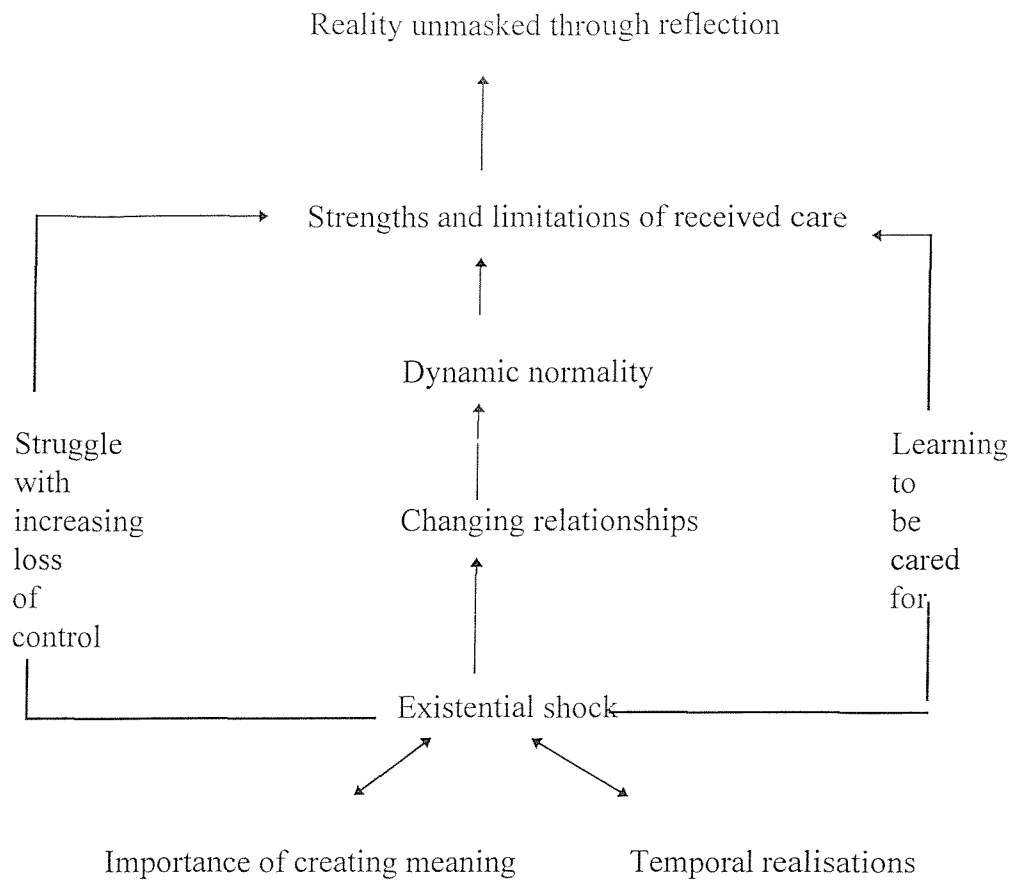 Reality unmasked through reflection
Strengths and limitations of received care
Dynamic normality
Struggle
with
increasing
loss
of
control
Learning
to
be
cared
for
Changing relationships
Existential shock
Importance of creating meaning
Temporal realisations